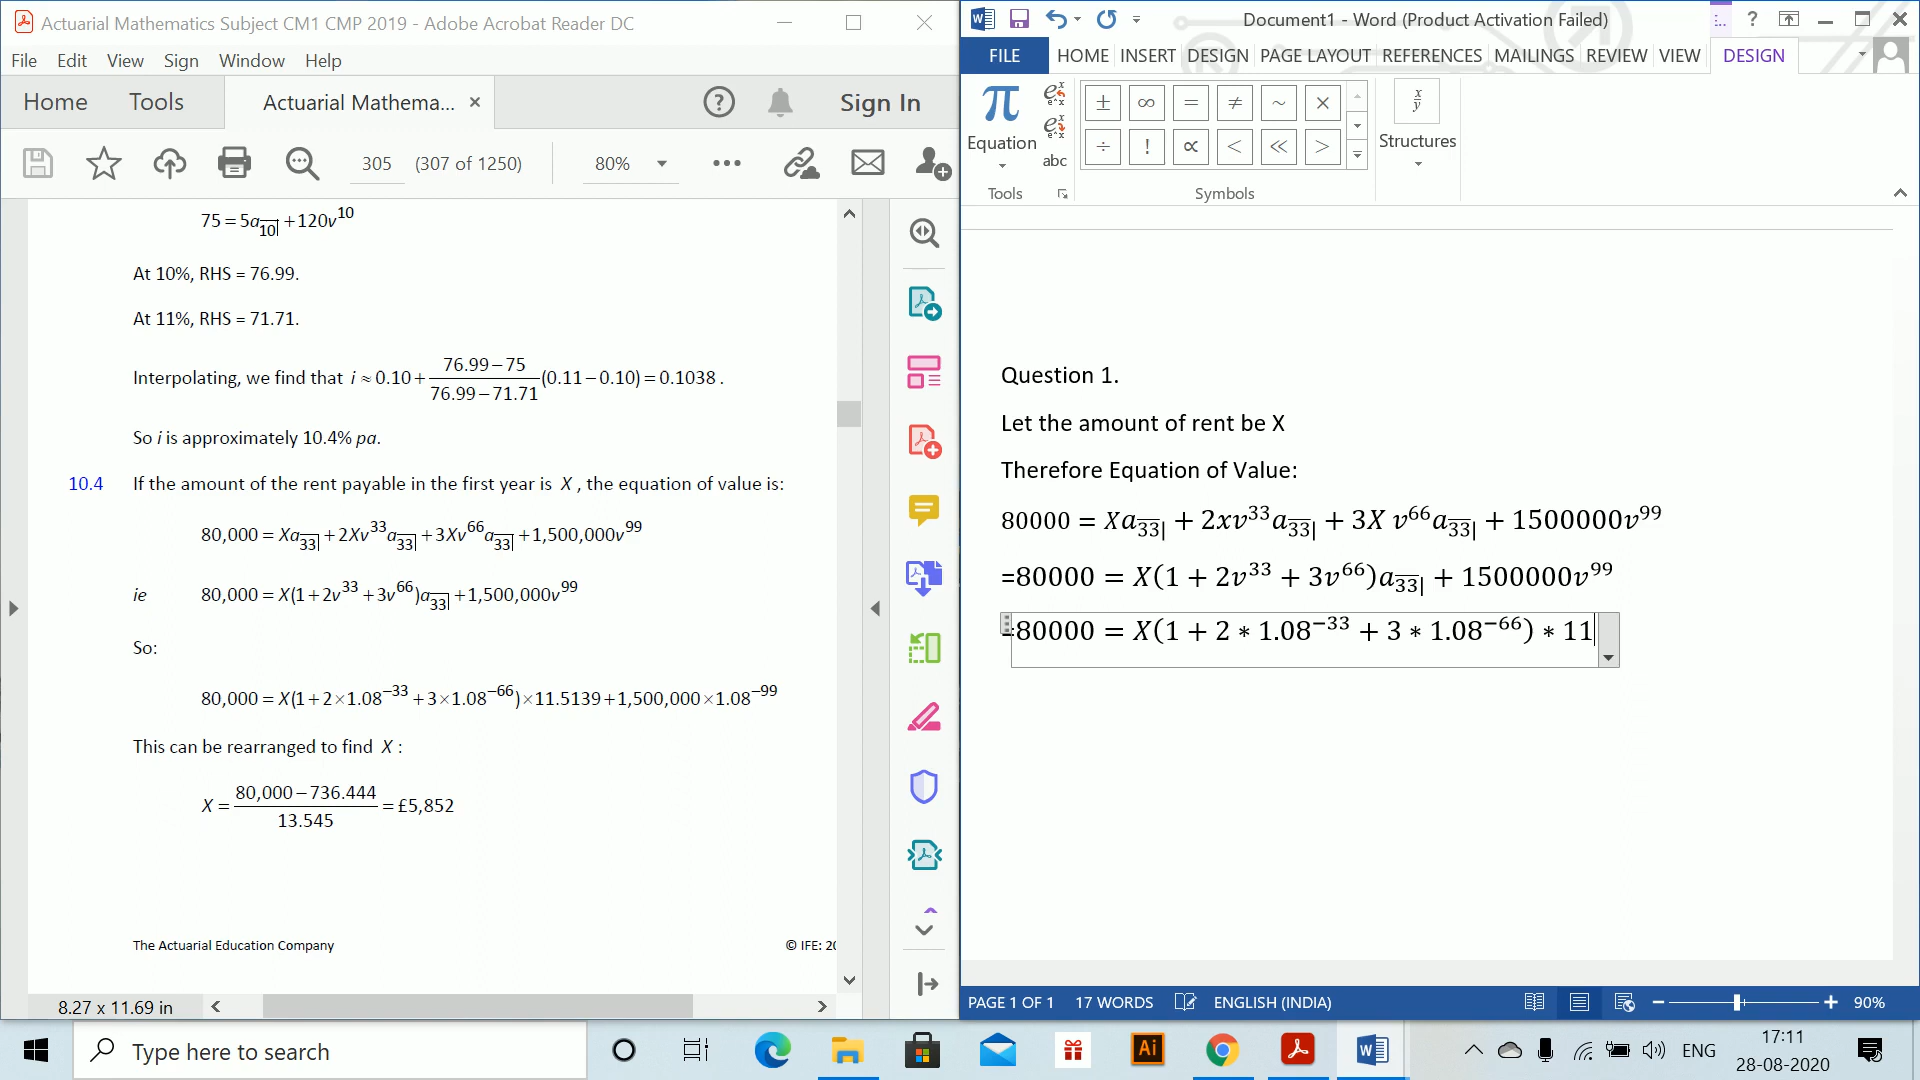 Actuarial Mathematics Subject CM1 CMP 2019 - Adobe Acrobat Reader DC
File Edit View Sign Window Help
Home Tools Actuarial Mathema... × Sign In
305 (307 of 1250) 80%
75 = 5a10| + 120v^10
At 10%, RHS = 76.99.
At 11%, RHS = 71.71.
Interpolating, we find that i ≈ 0.10 + (76.99 − 75)/(76.99 − 71.71) (0.11 − 0.10) = 0.1038 .
So i is approximately 10.4% pa.
10.4 If the amount of the rent payable in the first year is X , the equation of value is:
80,000 = Xa33| + 2Xv^33 a33| + 3Xv^66 a33| + 1,500,000v^99
ie 80,000 = X(1 + 2v^33 + 3v^66)a33| + 1,500,000v^99
So:
80,000 = X(1 + 2 × 1.08^−33 + 3 × 1.08^−66) × 11.5139 + 1,500,000 × 1.08^−99
This can be rearranged to find X :
X = (80,000 − 736.444)/13.545 = £5,852
The Actuarial Education Company © IFE: 20
8.27 x 11.69 in
Document1 - Word (Product Activation Failed)
FILE HOME INSERT DESIGN PAGE LAYOUT REFERENCES MAILINGS REVIEW VIEW DESIGN
π e^x ± ∞ = ≠ ~ × x/y
Equation e^x abc ÷ ! ∝ < ≪ > Structures
Tools Symbols
Question 1.
Let the amount of rent be X
Therefore Equation of Value:
80000 = Xa33| + 2xv^33 a33| + 3X v^66 a33| + 1500000v^99
=80000 = X(1 + 2v^33 + 3v^66)a33| + 1500000v^99
=80000 = X(1 + 2 * 1.08^−33 + 3 * 1.08^−66) * 11
PAGE 1 OF 1 17 WORDS ENGLISH (INDIA) 90%
Type here to search
Ai
ENG
17:11
28-08-2020